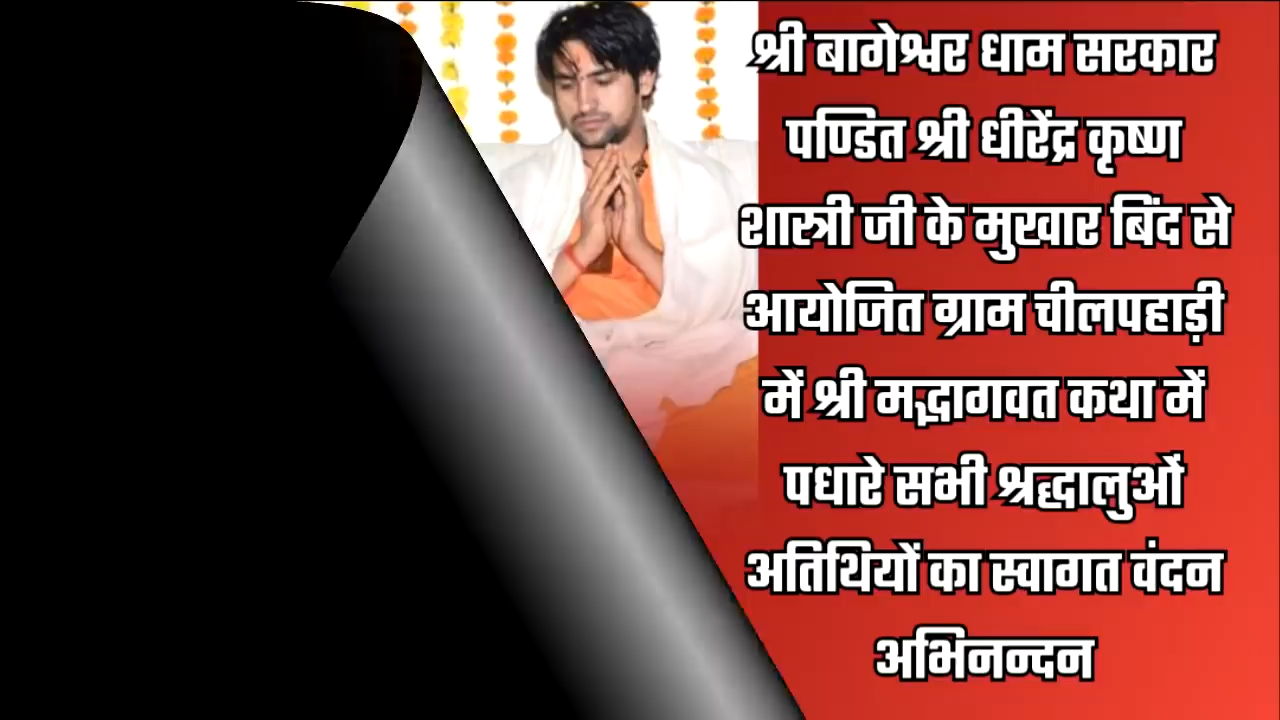 श्री बागेश्वर धाम सरकार
पण्डित श्री धीरेंद्र कृष्ण
शास्त्री जी के मुखार बिंद से
आयोजित ग्राम चीलपहाड़ी
में श्री मद्भागवत कथा में
पधारे सभी श्रद्धालुओं
अतिथियों का स्वागत वंदन
अभिनन्दन